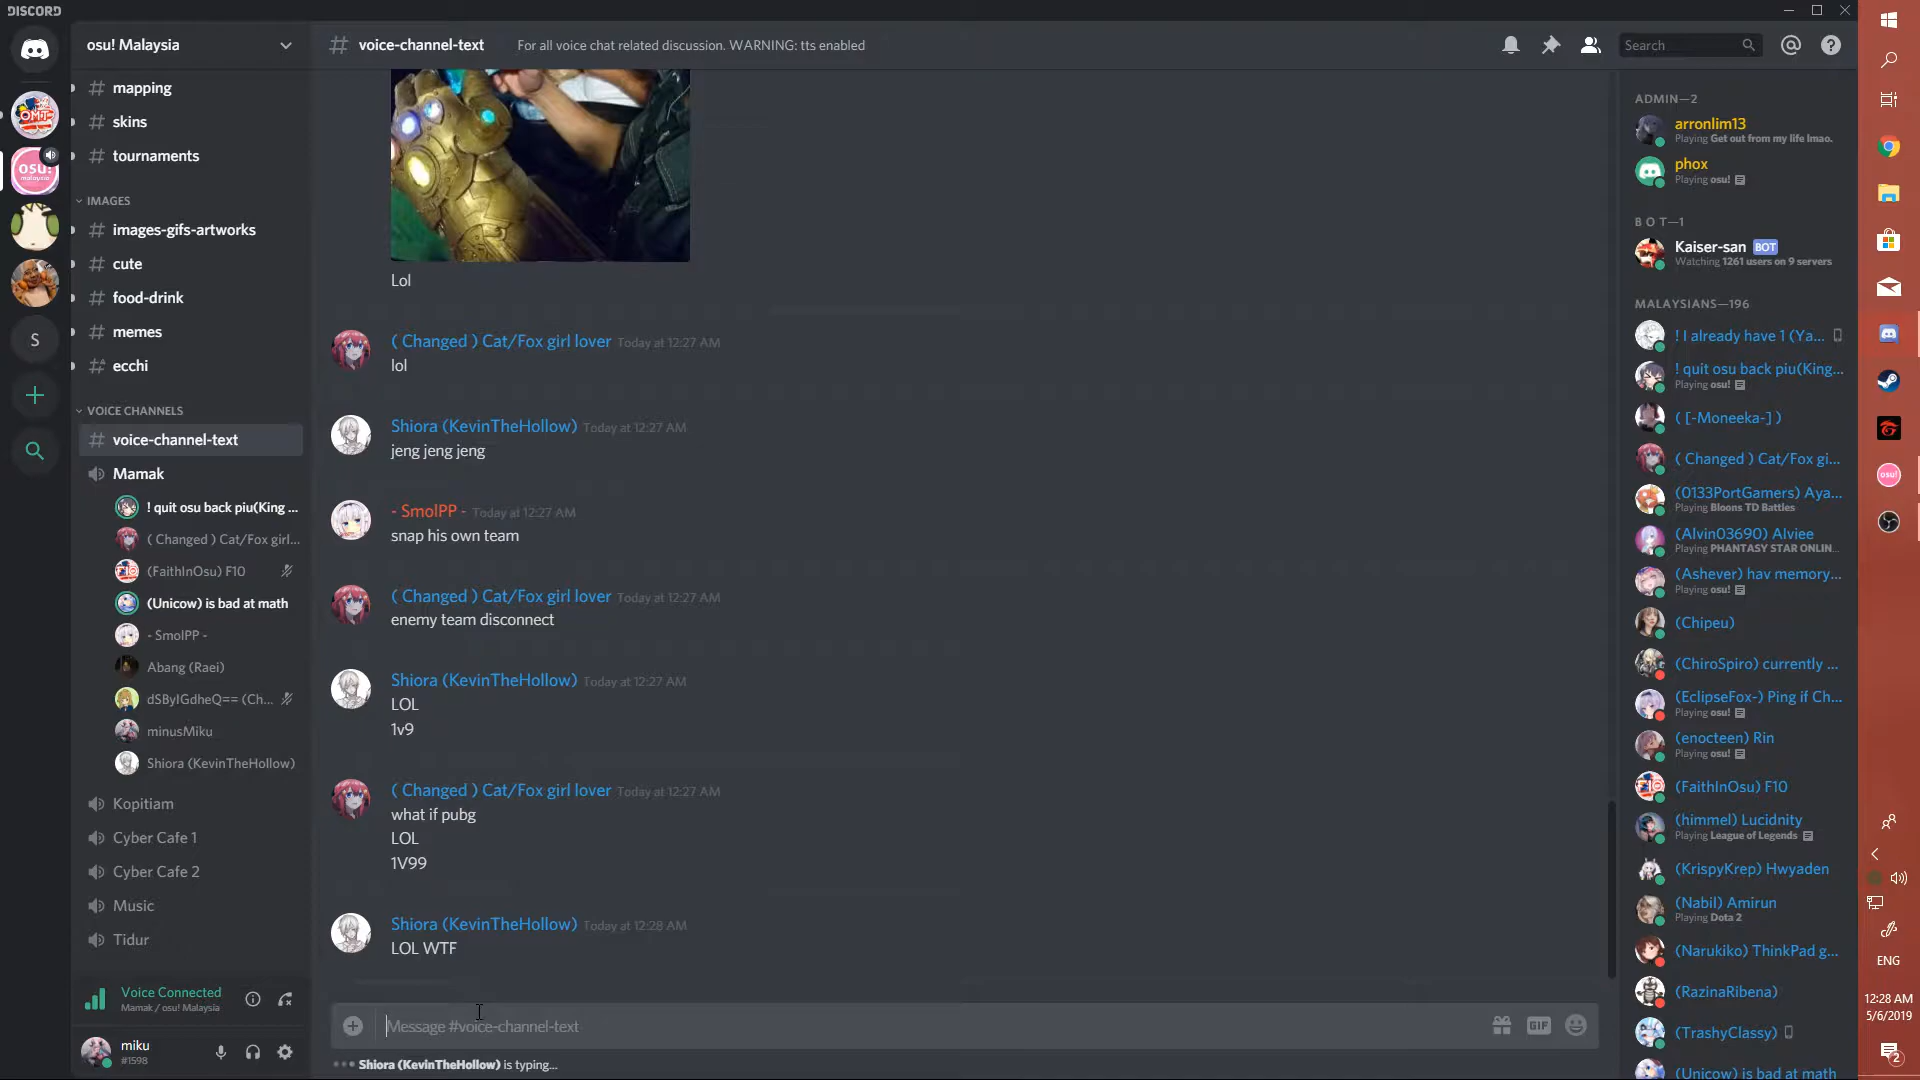 DISCORD
osu! Malaysia
# voice-channel-text
For all voice chat related discussion. WARNING: tts enabled
Search
# mapping
# skins
# tournaments
IMAGES
# images-gifs-artworks
# cute
# food-drink
# memes
# ecchi
VOICE CHANNELS
# voice-channel-text
Mamak
! quit osu back piu(King ...
( Changed ) Cat/Fox girl...
(FaithInOsu) F10
(Unicow) is bad at math
- SmolPP -
Abang (Raei)
dSByIGdheQ== (Ch...
minusMiku
Shiora (KevinTheHollow)
Kopitiam
Cyber Cafe 1
Cyber Cafe 2
Music
Tidur
Voice Connected
Mamak / osu! Malaysia
miku
#1598
OMT
osu!
malaysia
S
Lol
( Changed ) Cat/Fox girl lover Today at 12:27 AM
lol
Shiora (KevinTheHollow) Today at 12:27 AM
jeng jeng jeng
- SmolPP - Today at 12:27 AM
snap his own team
( Changed ) Cat/Fox girl lover Today at 12:27 AM
enemy team disconnect
Shiora (KevinTheHollow) Today at 12:27 AM
LOL
1v9
( Changed ) Cat/Fox girl lover Today at 12:27 AM
what if pubg
LOL
1V99
Shiora (KevinTheHollow) Today at 12:28 AM
LOL WTF
Message #voice-channel-text
GIF
Shiora (KevinTheHollow) is typing...
ADMIN—2
arronlim13
Playing Get out from my life lmao.
phox
Playing osu!
BOT—1
Kaiser-san BOT
Watching 1261 users on 9 servers
MALAYSIANS—196
! I already have 1 (Ya...
! quit osu back piu(King...
Playing osu!
( [-Moneeka-] )
( Changed ) Cat/Fox gi...
(0133PortGamers) Aya...
Playing Bloons TD Battles
(Alvin03690) Alviee
Playing PHANTASY STAR ONLIN...
(Ashever) hav memory...
Playing osu!
(Chipeu)
(ChiroSpiro) currently ...
(EclipseFox-) Ping if Ch...
Playing osu!
(enocteen) Rin
Playing osu!
(FaithInOsu) F10
(himmel) Lucidnity
Playing League of Legends
(KrispyKrep) Hwyaden
(Nabil) Amirun
Playing Dota 2
(Narukiko) ThinkPad g...
(RazinaRibena)
(TrashyClassy)
(Unicow) is bad at math
osu!
ENG
12:28 AM
5/6/2019
2